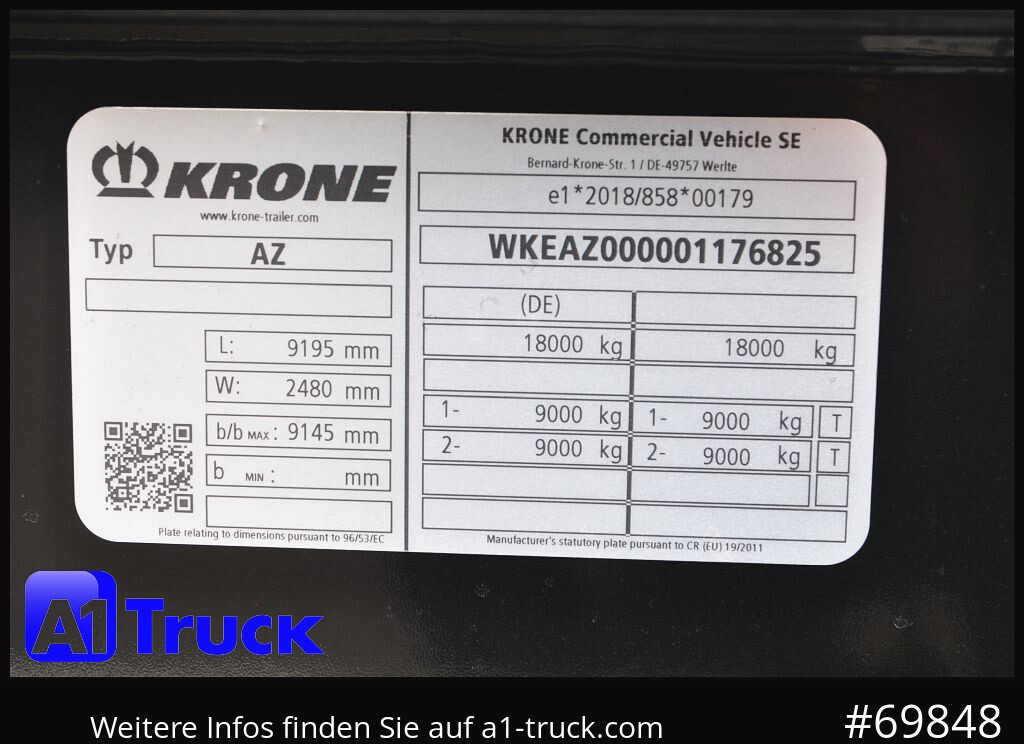 KRONE
www.krone-trailer.com
Typ AZ
L: 9195 mm
W: 2480 mm
b/b MAX: 9145 mm
b MIN: mm
Plate relating to dimensions pursuant to 96/53/EC
KRONE Commercial Vehicle SE
Bernard-Krone-Str. 1 / DE-49757 Werlte
e1*2018/858*00179
WKEAZ000001176825
(DE)
18000 kg 18000 kg
1- 9000 kg 1- 9000 kg T
2- 9000 kg 2- 9000 kg T
Manufacturer's statutory plate pursuant to CR (EU) 19/2011
A1 Truck
Weitere Infos finden Sie auf a1-truck.com #69848